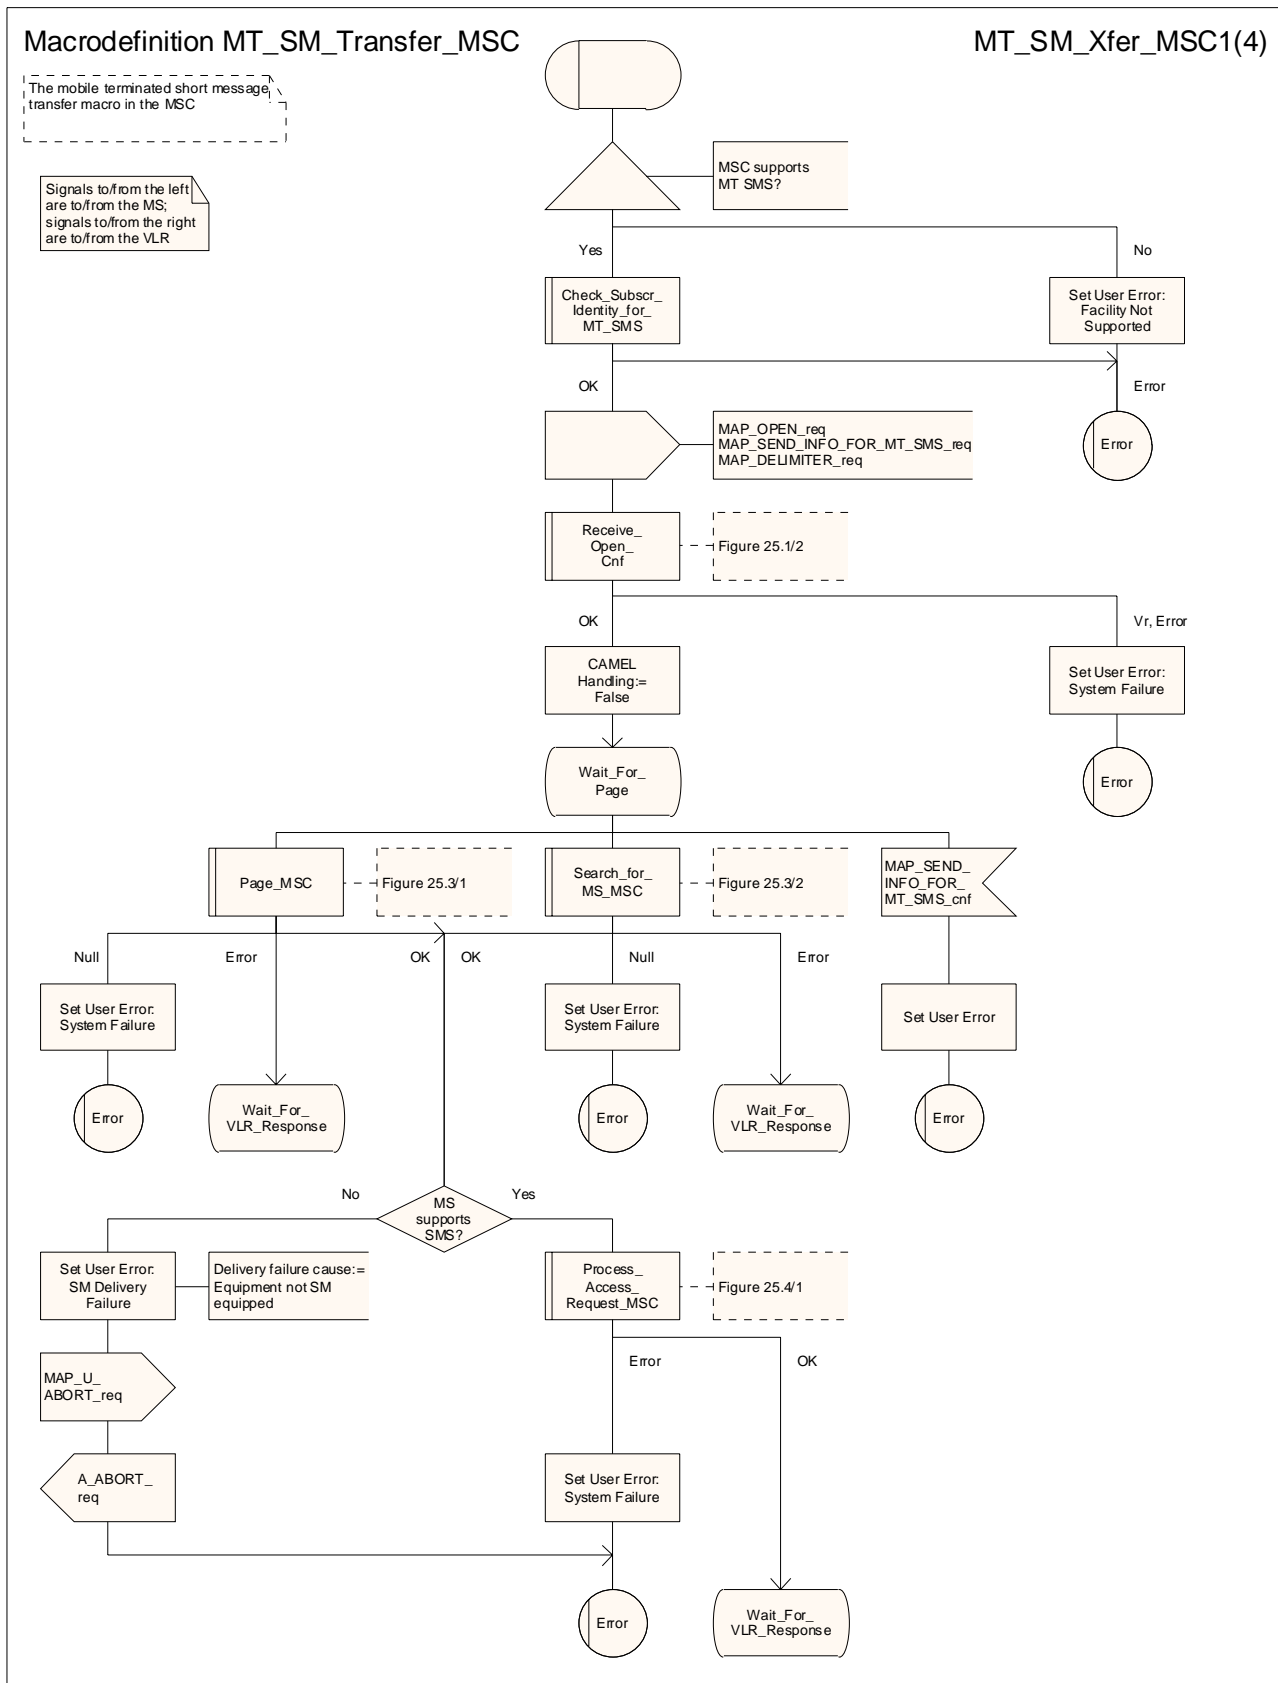 Macrodefinition MT_SM_Transfer_MSC
MT_SM_Xfer_MSC1(4)
The mobile terminated short message
transfer macro in the MSC
Signals to/from the left
are to/from the MS;
signals to/from the right
are to/from the VLR
MSC supports
MT SMS?
Yes
No
Check_Subscr_
Identity_for_
MT_SMS
Set User Error:
Facility Not
Supported
OK
Error
MAP_OPEN_req
MAP_SEND_INFO_FOR_MT_SMS_req
MAP_DELIMITER_req
Error
Receive_
Open_
Cnf
Figure 25.1/2
OK
Vr, Error
CAMEL
Handling:=
False
Set User Error:
System Failure
Wait_For_
Page
Error
Page_MSC
Figure 25.3/1
Search_for_
MS_MSC
Figure 25.3/2
MAP_SEND_
INFO_FOR_
MT_SMS_cnf
Null
Error
OK
OK
Null
Error
Set User Error:
System Failure
Set User Error:
System Failure
Set User Error
Error
Wait_For_
VLR_Response
Error
Wait_For_
VLR_Response
Error
No
MS
supports
SMS?
Yes
Set User Error:
SM Delivery
Failure
Delivery failure cause:=
Equipment not SM
equipped
Process_
Access_
Request_MSC
Figure 25.4/1
Error
OK
MAP_U_
ABORT_req
A_ABORT_
req
Set User Error:
System Failure
Error
Wait_For_
VLR_Response